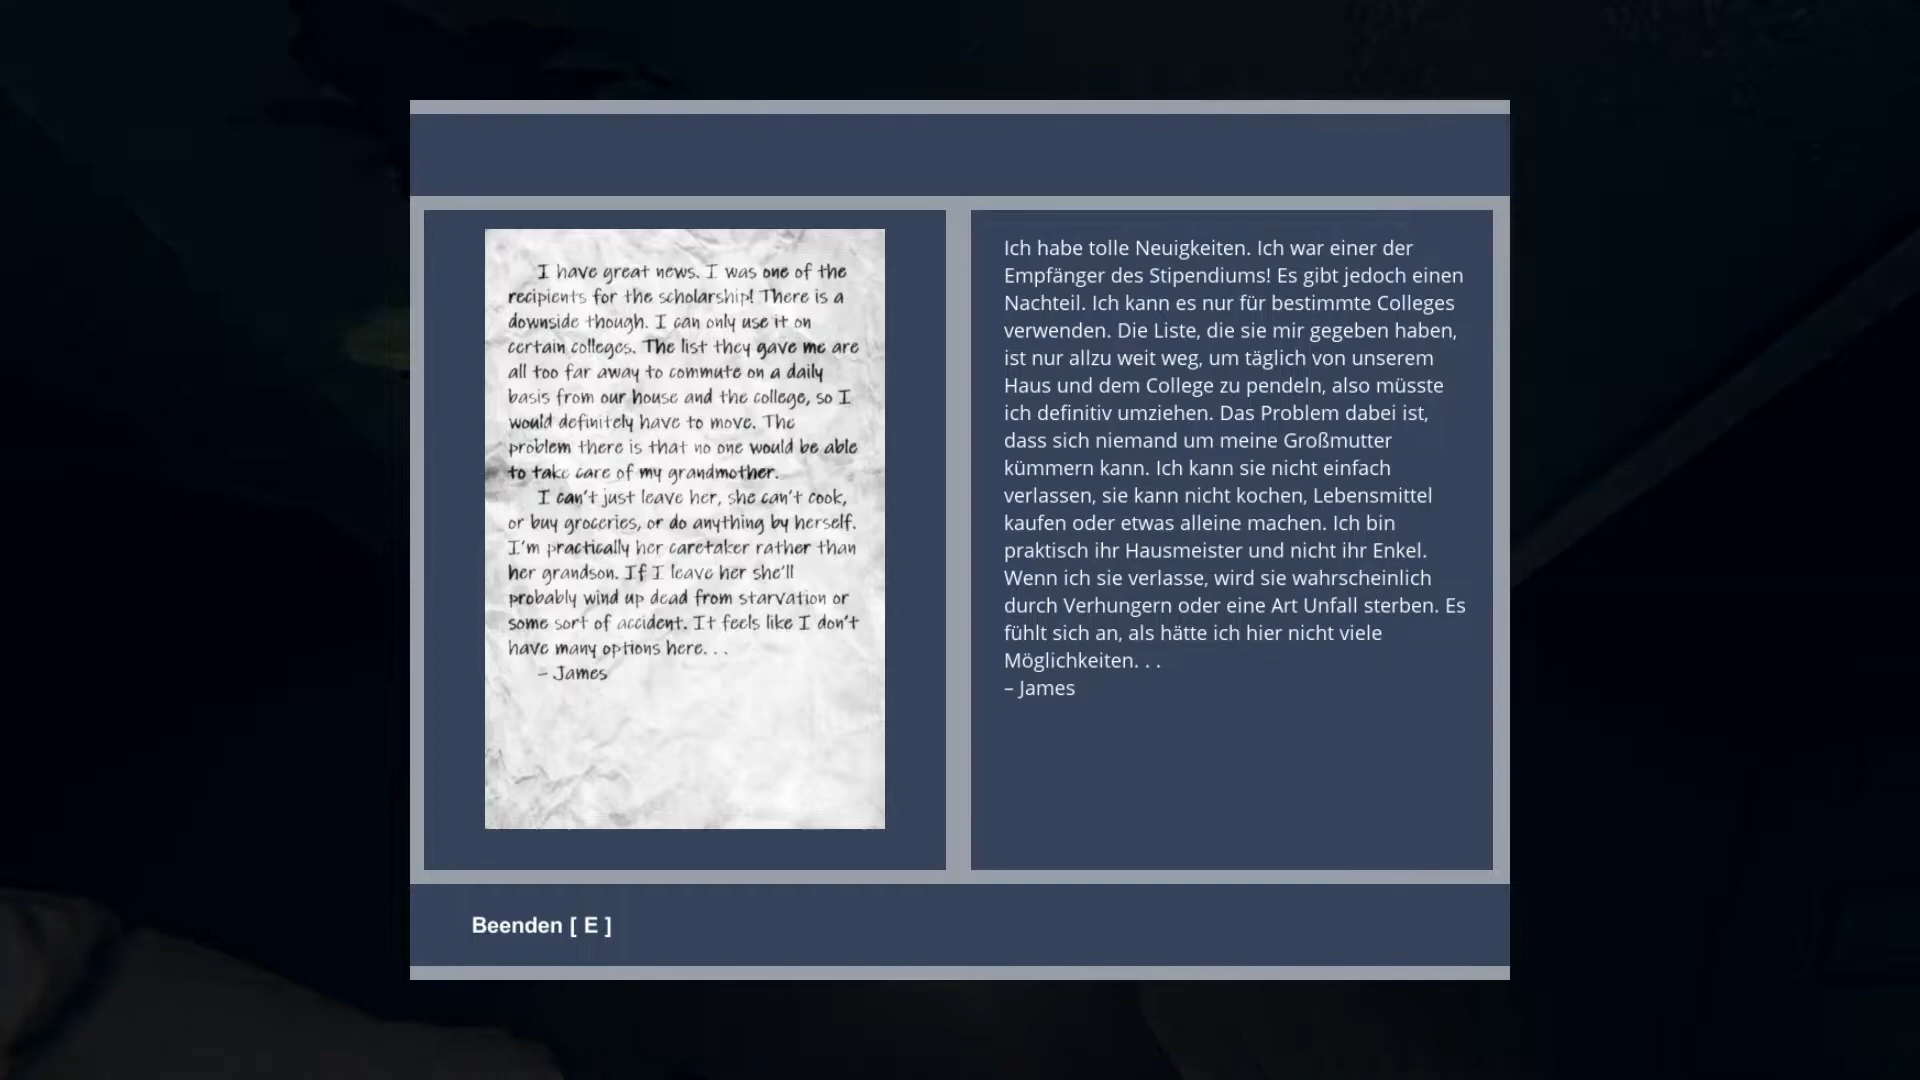 I have great news. I was one of the
recipients for the scholarship! There is a
downside though. I can only use it on
certain colleges. The list they gave me are
all too far away to commute on a daily
basis from our house and the college, so I
would definitely have to move. The
problem there is that no one would be able
to take care of my grandmother.
I can't just leave her, she can't cook,
or buy groceries, or do anything by herself.
I'm practically her caretaker rather than
her grandson. If I leave her she'll
probably wind up dead from starvation or
some sort of accident. It feels like I don't
have many options here. . .
– James
Ich habe tolle Neuigkeiten. Ich war einer der
Empfänger des Stipendiums! Es gibt jedoch einen
Nachteil. Ich kann es nur für bestimmte Colleges
verwenden. Die Liste, die sie mir gegeben haben,
ist nur allzu weit weg, um täglich von unserem
Haus und dem College zu pendeln, also müsste
ich definitiv umziehen. Das Problem dabei ist,
dass sich niemand um meine Großmutter
kümmern kann. Ich kann sie nicht einfach
verlassen, sie kann nicht kochen, Lebensmittel
kaufen oder etwas alleine machen. Ich bin
praktisch ihr Hausmeister und nicht ihr Enkel.
Wenn ich sie verlasse, wird sie wahrscheinlich
durch Verhungern oder eine Art Unfall sterben. Es
fühlt sich an, als hätte ich hier nicht viele
Möglichkeiten. . .
– James
Beenden [ E ]